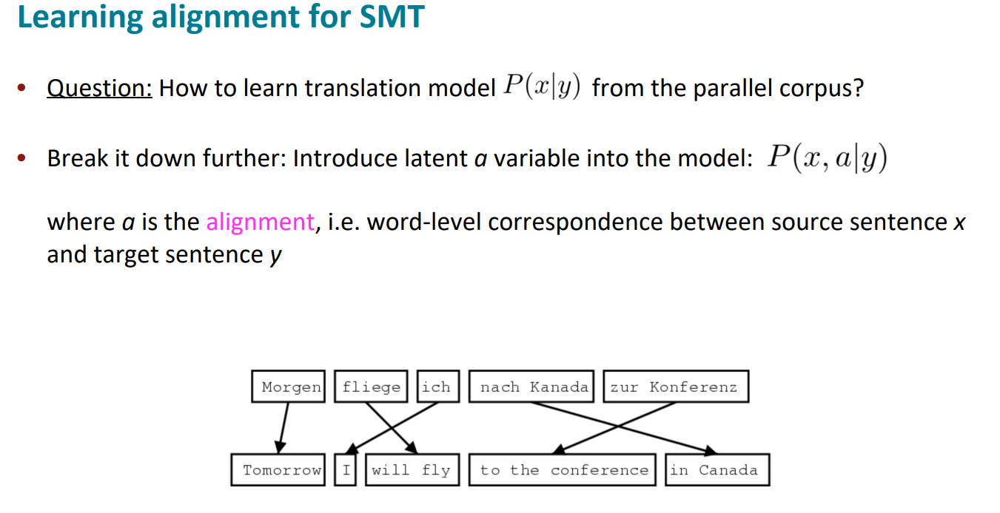 Learning alignment for SMT
• Question: How to learn translation model P(x|y) from the parallel corpus?
• Break it down further: Introduce latent a variable into the model: P(x, a|y)
where a is the alignment, i.e. word-level correspondence between source sentence x
and target sentence y
Morgen fliege ich nach Kanada zur Konferenz
Tomorrow I will fly to the conference in Canada